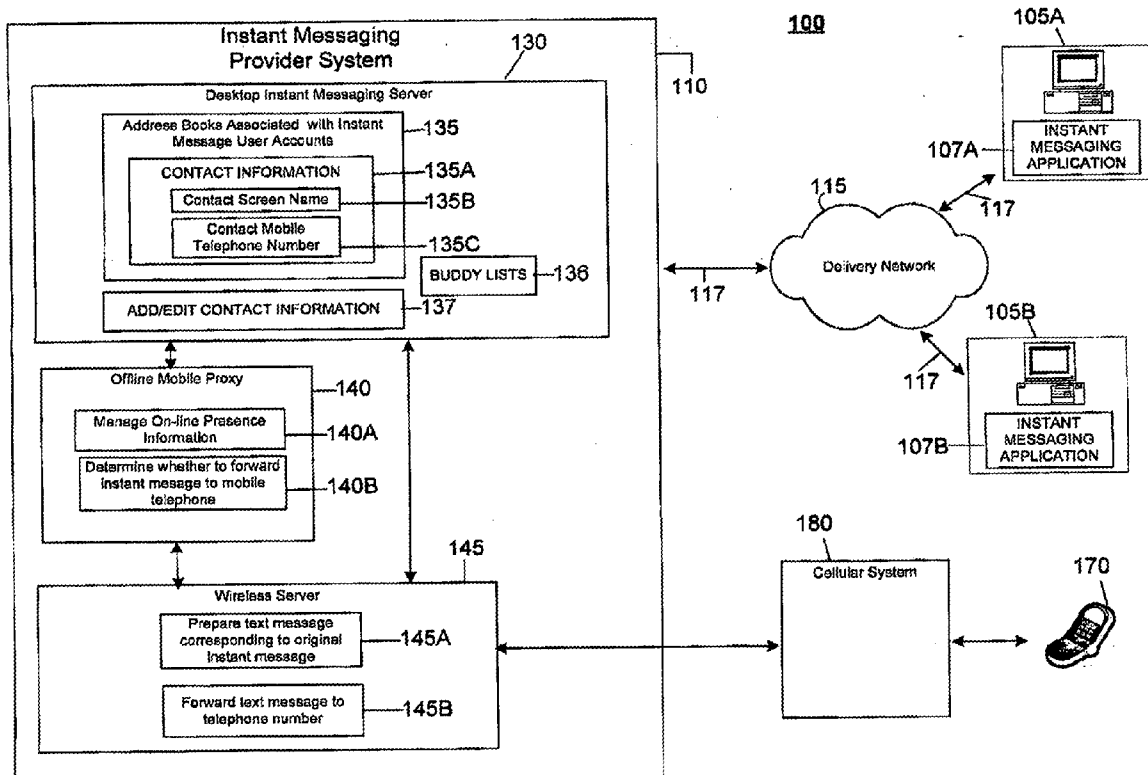 Instant Messaging
Provider System
130
100
105A
110
Desktop Instant Messaging Server
Address Books Associated with Instant
Message User Accounts
135
CONTACT INFORMATION
135A
Contact Screen Name
135B
Contact Mobile
Telephone Number
135C
BUDDY LISTS
136
ADD/EDIT CONTACT INFORMATION
137
107A
INSTANT
MESSAGING
APPLICATION
115
117
Delivery Network
117
105B
117
107B
INSTANT
MESSAGING
APPLICATION
Offline Mobile Proxy
140
Manage On-line Presence
Information
140A
Determine whether to forward
instant mesage to mobile
telephone
140B
145
Wireless Server
Prepare text message
corresponding to original
instant message
145A
Forward text message to
telephone number
145B
180
Cellular System
170